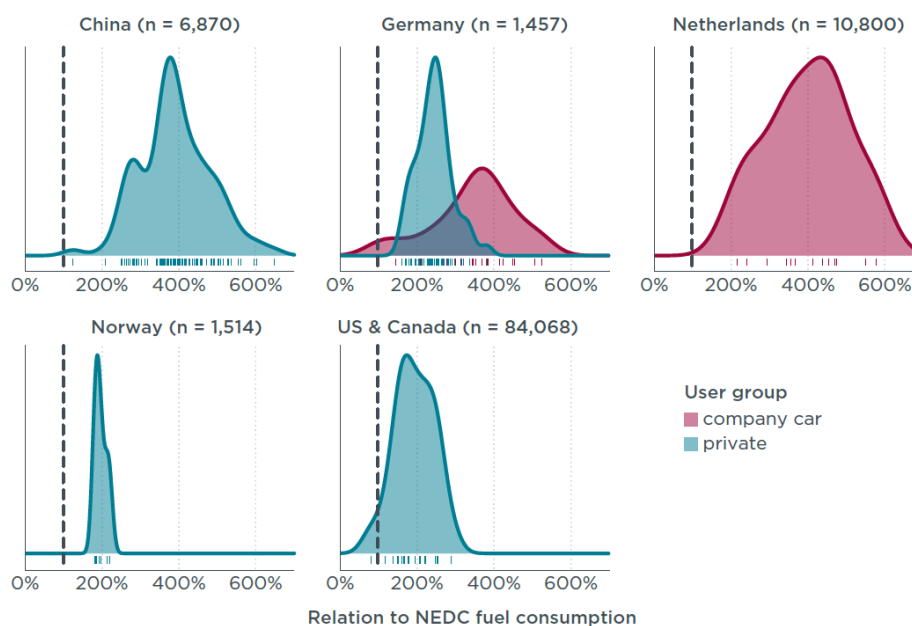 China (n = 6,870)
Germany (n = 1,457)
Netherlands (n = 10,800)
0% 200% 400% 600%
0% 200% 400% 600%
0% 200% 400% 600%
Norway (n = 1,514)
US & Canada (n = 84,068)
User group
company car
private
0% 200% 400% 600%
0% 200% 400% 600%
Relation to NEDC fuel consumption